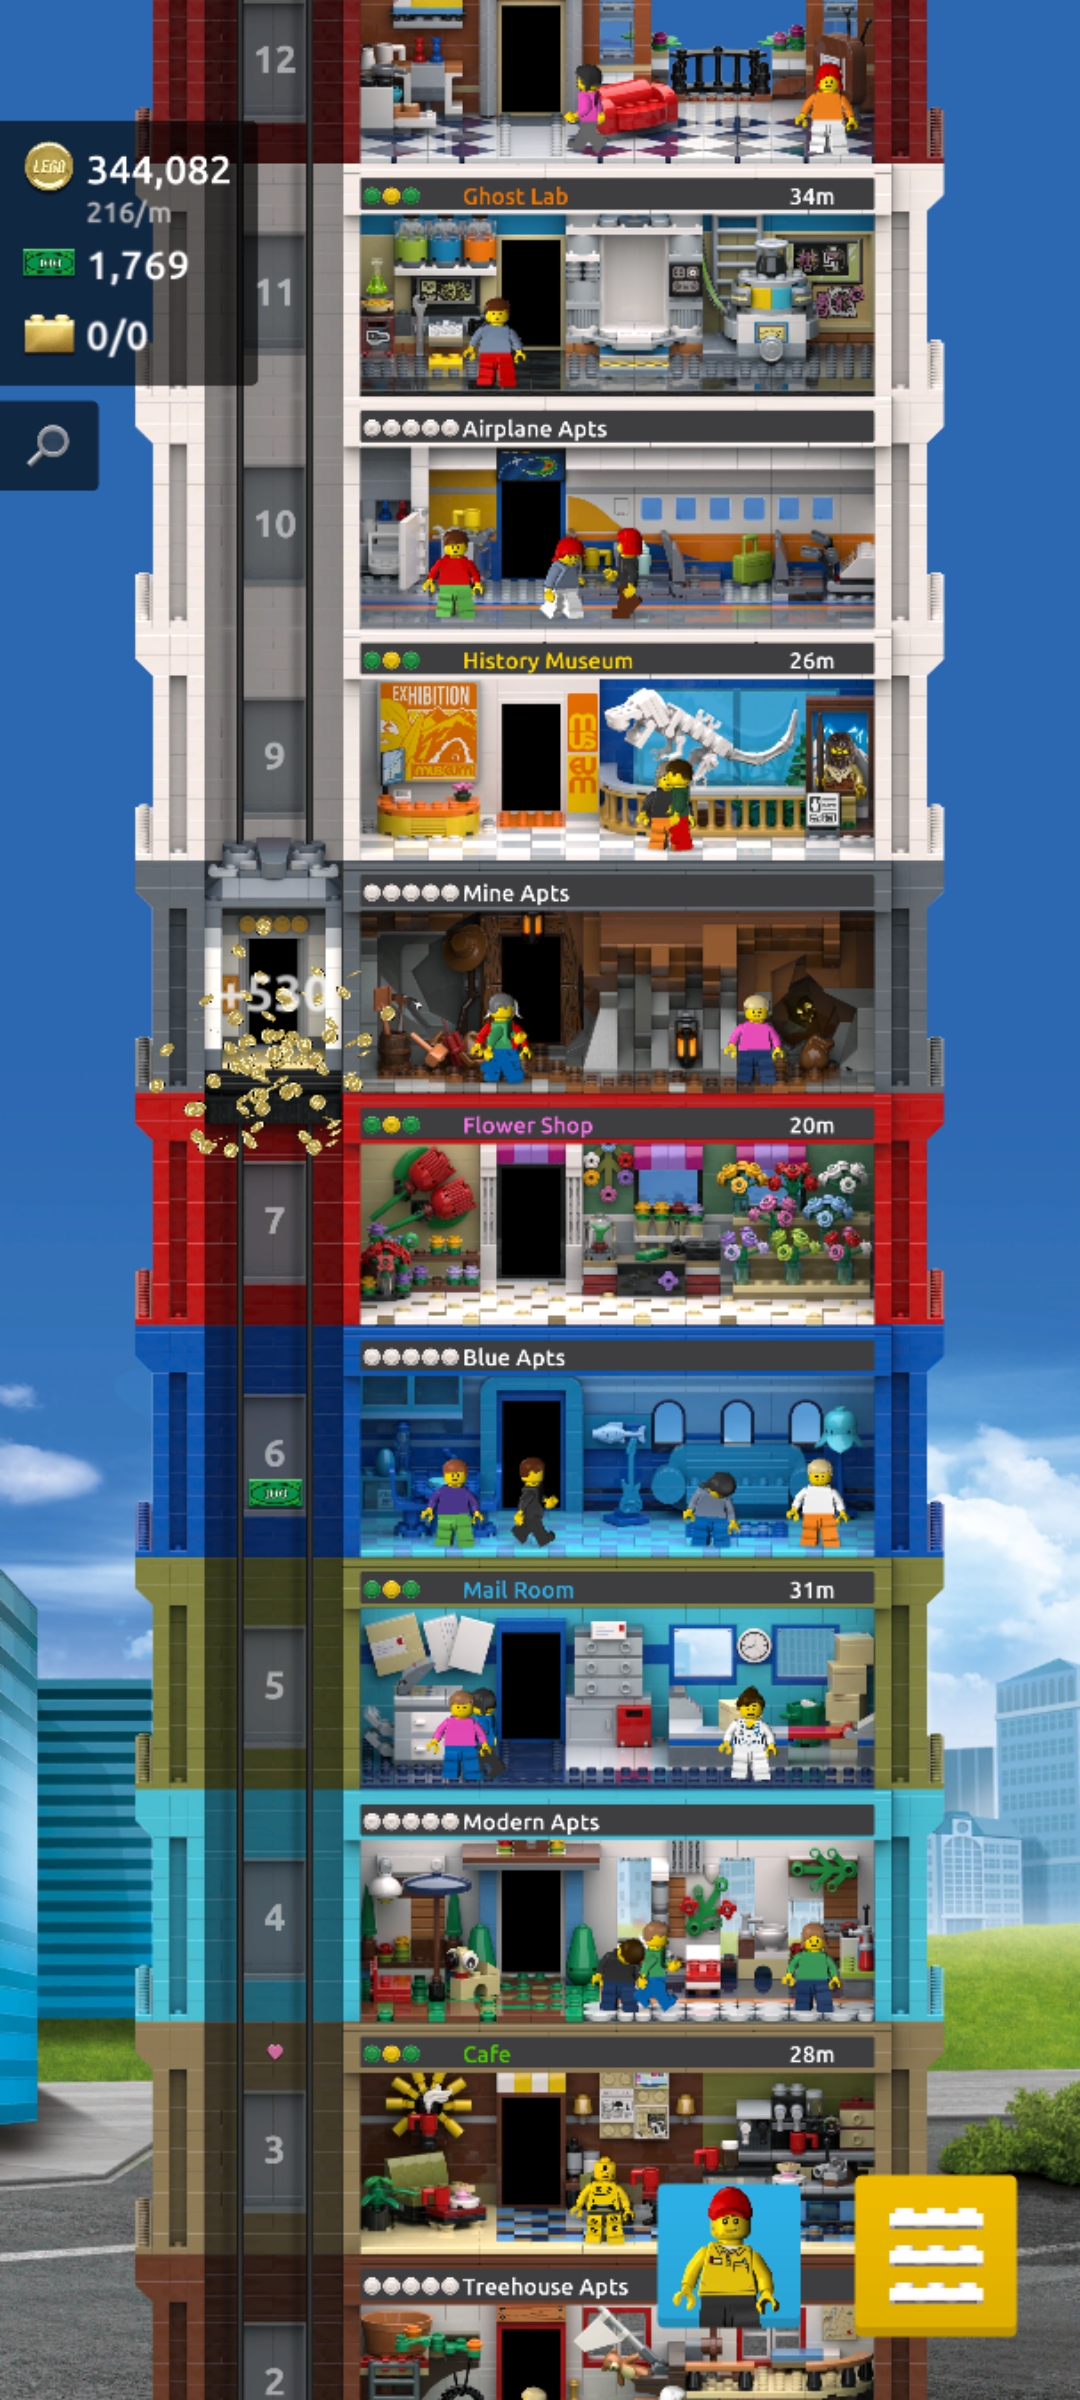 12
LEGO 344,082
216/m
1,769
0/0
Ghost Lab 34m
11
Airplane Apts
10
History Museum 26m
EXHIBITION
museum
mus
eum
9
Mine Apts
+530
Flower Shop 20m
7
Blue Apts
6
Mail Room 31m
5
Modern Apts
4
Cafe 28m
3
Treehouse Apts
2